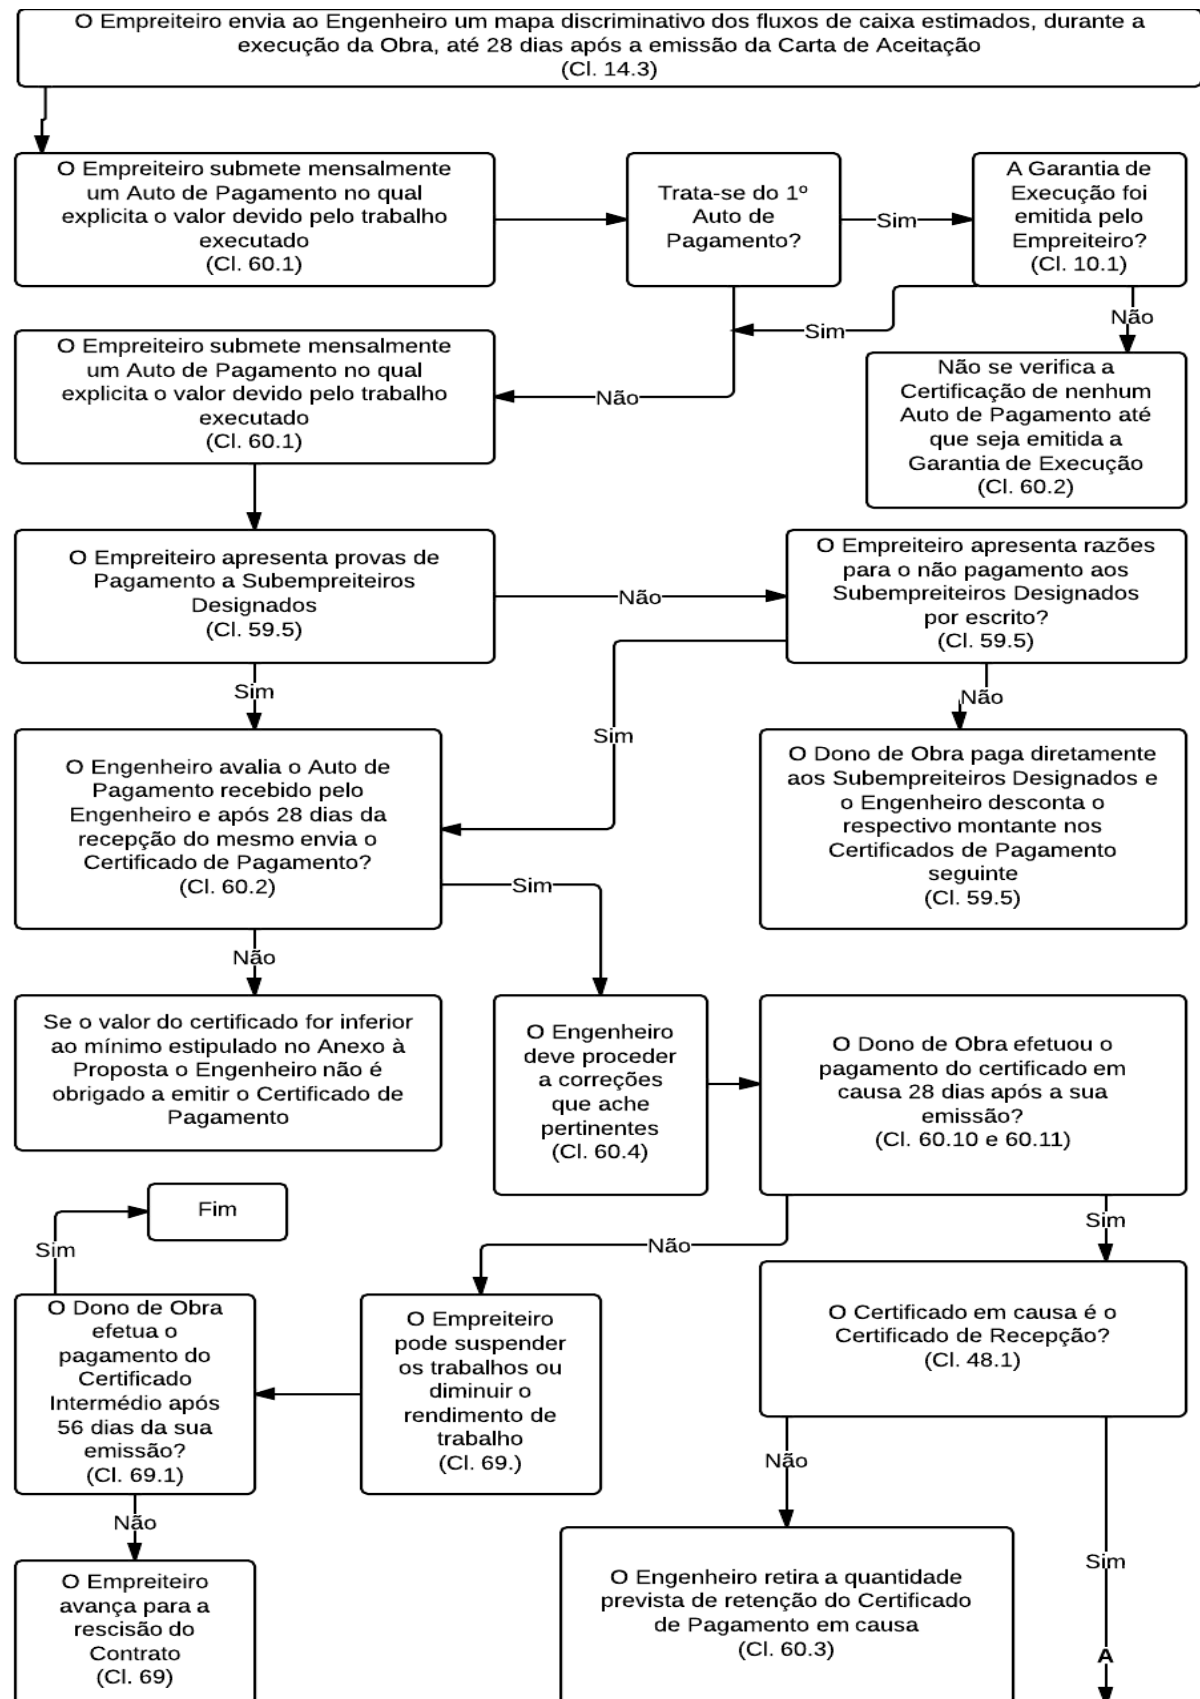 O Empreiteiro envia ao Engenheiro um mapa discriminativo dos fluxos de caixa estimados, durante a
execução da Obra, até 28 dias após a emissão da Carta de Aceitação
(Cl. 14.3)
O Empreiteiro submete mensalmente
um Auto de Pagamento no qual
explicita o valor devido pelo trabalho
executado
(Cl. 60.1)
Trata-se do 1º
Auto de
Pagamento?
Sim
A Garantia de
Execução foi
emitida pelo
Empreiteiro?
(Cl. 10.1)
Sim
Não
O Empreiteiro submete mensalmente
um Auto de Pagamento no qual
explicita o valor devido pelo trabalho
executado
(Cl. 60.1)
Não
Não se verifica a
Certificação de nenhum
Auto de Pagamento até
que seja emitida a
Garantia de Execução
(Cl. 60.2)
O Empreiteiro apresenta provas de
Pagamento a Subempreiteiros
Designados
(Cl. 59.5)
Não
O Empreiteiro apresenta razões
para o não pagamento aos
Subempreiteiros Designados
por escrito?
(Cl. 59.5)
Sim
Sim
Não
O Engenheiro avalia o Auto de
Pagamento recebido pelo
Engenheiro e após 28 dias da
recepção do mesmo envia o
Certificado de Pagamento?
(Cl. 60.2)
O Dono de Obra paga diretamente
aos Subempreiteiros Designados e
o Engenheiro desconta o
respectivo montante nos
Certificados de Pagamento
seguinte
(Cl. 59.5)
Sim
Não
Se o valor do certificado for inferior
ao mínimo estipulado no Anexo à
Proposta o Engenheiro não é
obrigado a emitir o Certificado de
Pagamento
O Engenheiro
deve proceder
a correções
que ache
pertinentes
(Cl. 60.4)
O Dono de Obra efetuou o
pagamento do certificado em
causa 28 dias após a sua
emissão?
(Cl. 60.10 e 60.11)
Fim
Sim
Não
Sim
O Dono de Obra
efetua o
pagamento do
Certificado
Intermédio após
56 dias da sua
emissão?
(Cl. 69.1)
O Empreiteiro
pode suspender
os trabalhos ou
diminuir o
rendimento de
trabalho
(Cl. 69.)
O Certificado em causa é o
Certificado de Recepção?
(Cl. 48.1)
Não
Não
Sim
O Empreiteiro
avança para a
rescisão do
Contrato
(Cl. 69)
O Engenheiro retira a quantidade
prevista de retenção do Certificado
de Pagamento em causa
(Cl. 60.3)
A